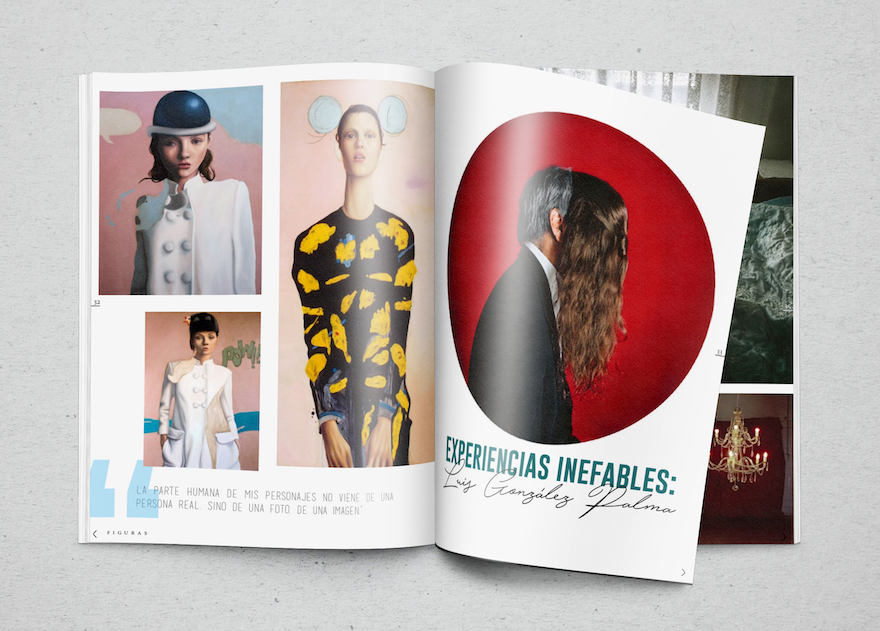 LA PARTE HUMANA DE MIS PERSONAJES NO VIENE DE UNA
PERSONA REAL, SINO DE UNA FOTO, DE UNA IMAGEN"
FIGURAS
EXPERIENCIAS INEFABLES:
Luis González Palma